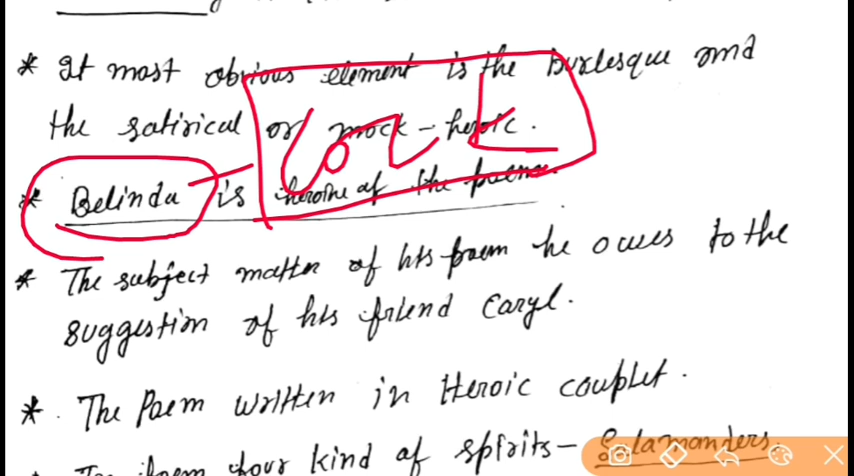 * It most obvious element is the Burlesque and
the satirical or mock-heroic.
* Belinda is heroine of the poem
* The subject matter of his poem he owes to the
suggestion of his friend Caryl.
* . The Poem written in Heroic couplet.
four kind of spirits - Salamanders,